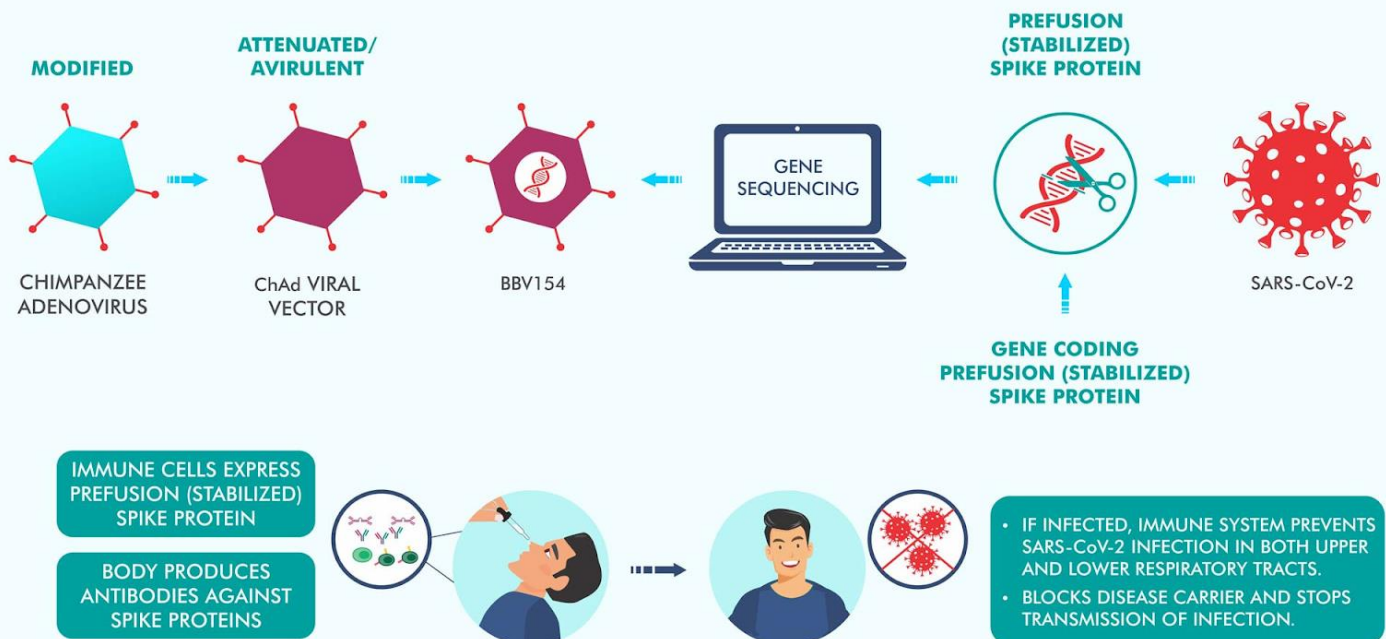 MODIFIED
CHIMPANZEE
ADENOVIRUS
ATTENUATED/
AVIRULENT
ChAd VIRAL
VECTOR
BBV154
GENE
SEQUENCING
PREFUSION
(STABILIZED)
SPIKE PROTEIN
GENE CODING
PREFUSION (STABILIZED)
SPIKE PROTEIN
SARS-CoV-2
IMMUNE CELLS EXPRESS
PREFUSION (STABILIZED)
SPIKE PROTEIN
BODY PRODUCES
ANTIBODIES AGAINST
SPIKE PROTEINS
• IF INFECTED, IMMUNE SYSTEM PREVENTS
SARS-CoV-2 INFECTION IN BOTH UPPER
AND LOWER RESPIRATORY TRACTS.
• BLOCKS DISEASE CARRIER AND STOPS
TRANSMISSION OF INFECTION.